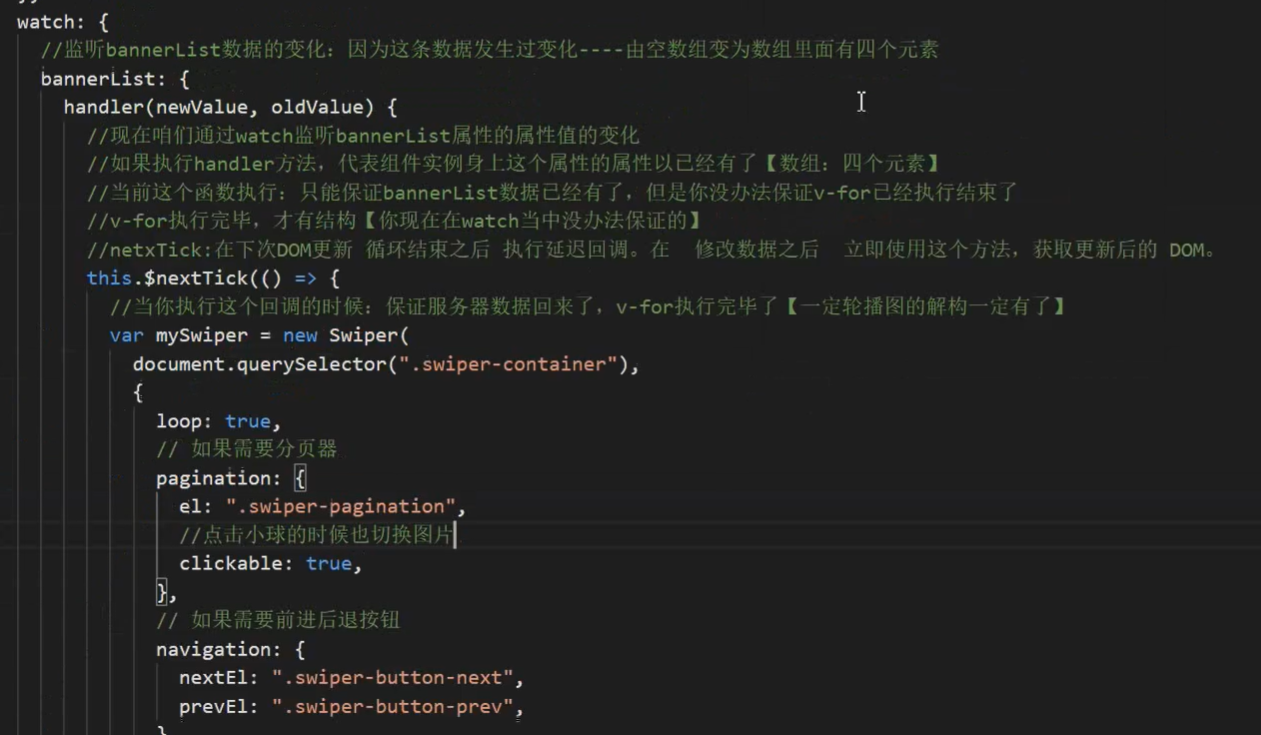 watch: {
//监听bannerList数据的变化：因为这条数据发生过变化----由空数组变为数组里面有四个元素
bannerList: {
handler(newValue, oldValue) {
//现在咱们通过watch监听bannerList属性的属性值的变化
//如果执行handler方法，代表组件实例身上这个属性的属性以已经有了【数组：四个元素】
//当前这个函数执行：只能保证bannerList数据已经有了，但是你没办法保证v-for已经执行结束了
//v-for执行完毕，才有结构【你现在在watch当中没办法保证的】
//netxTick:在下次DOM更新 循环结束之后 执行延迟回调。在 修改数据之后 立即使用这个方法，获取更新后的 DOM。
this.$nextTick(() => {
//当你执行这个回调的时候：保证服务器数据回来了，v-for执行完毕了【一定轮播图的解构一定有了】
var mySwiper = new Swiper(
document.querySelector(".swiper-container"),
{
loop: true,
// 如果需要分页器
pagination: {
el: ".swiper-pagination",
//点击小球的时候也切换图片
clickable: true,
},
// 如果需要前进后退按钮
navigation: {
nextEl: ".swiper-button-next",
prevEl: ".swiper-button-prev",